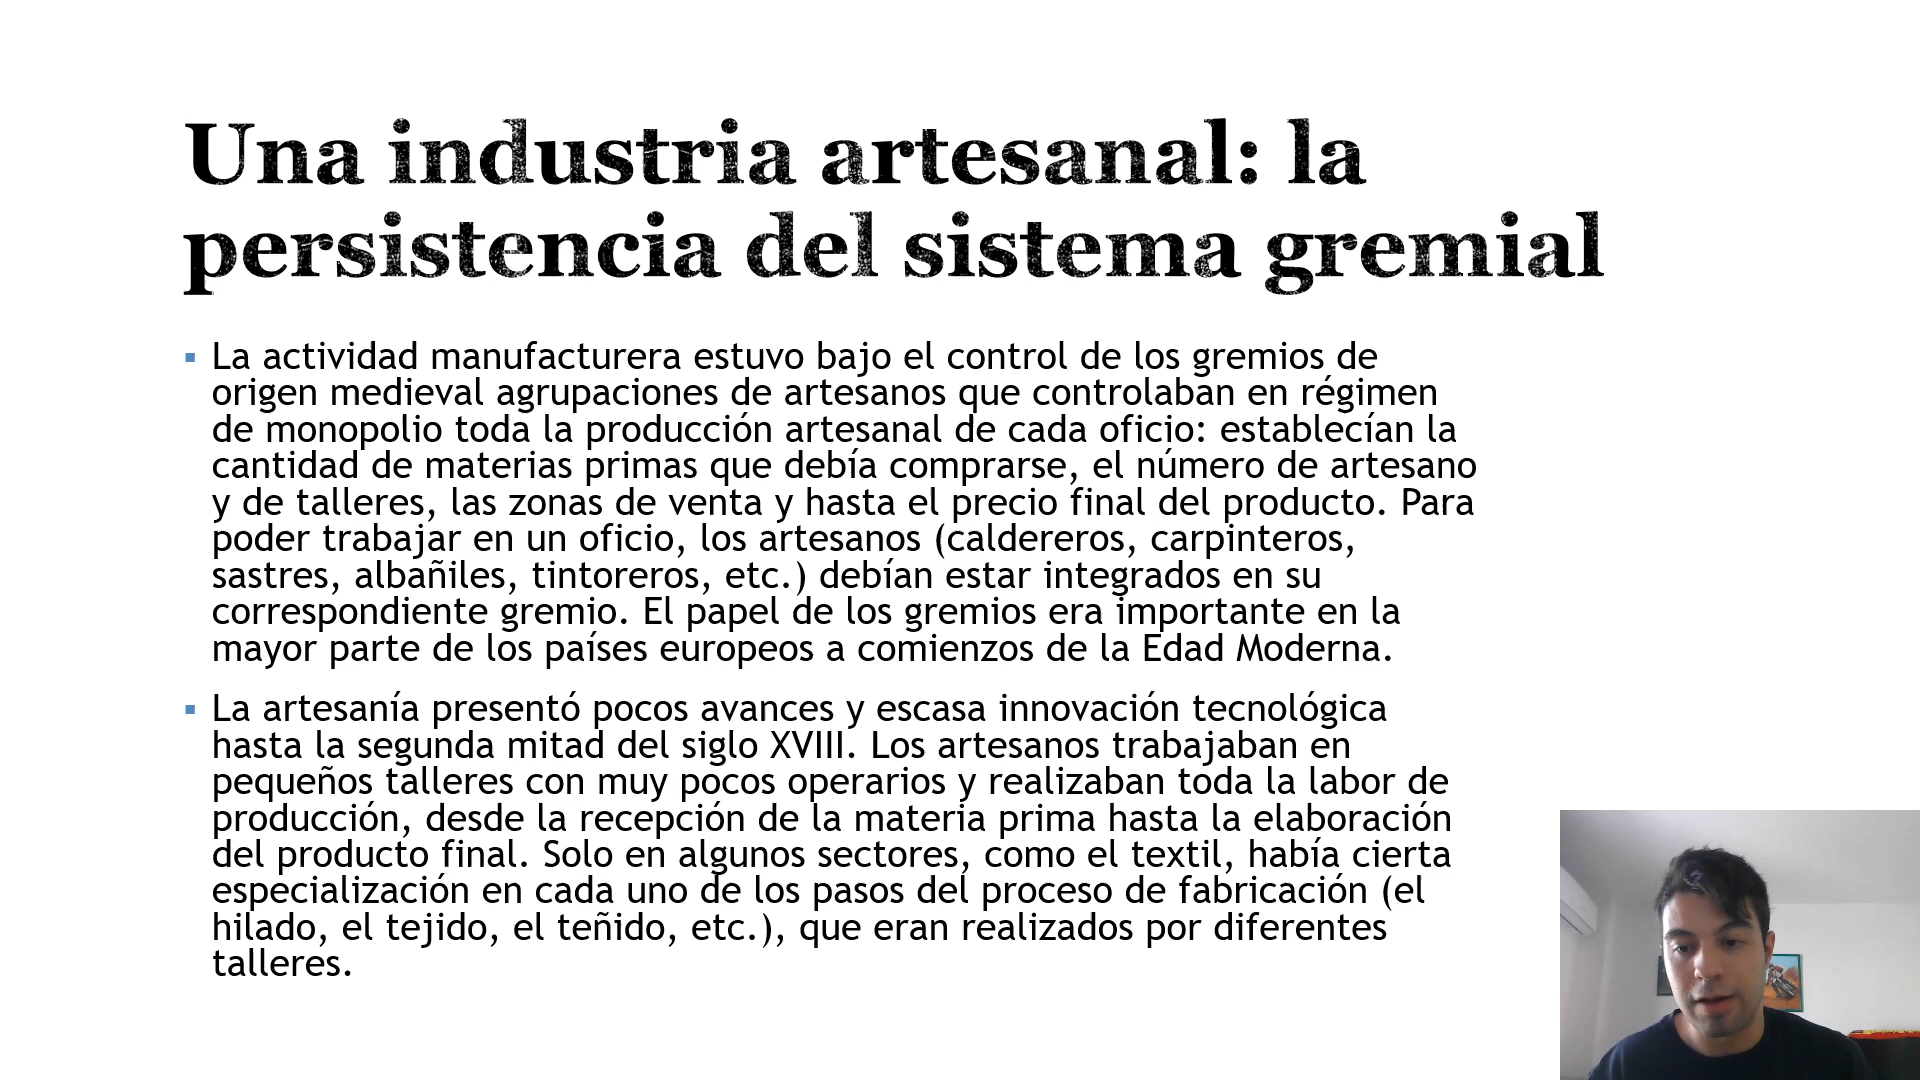 Una industria artesanal: la
persistencia del sistema gremial
▪ La actividad manufacturera estuvo bajo el control de los gremios de
origen medieval agrupaciones de artesanos que controlaban en régimen
de monopolio toda la producción artesanal de cada oficio: establecían la
cantidad de materias primas que debía comprarse, el número de artesano
y de talleres, las zonas de venta y hasta el precio final del producto. Para
poder trabajar en un oficio, los artesanos (caldereros, carpinteros,
sastres, albañiles, tintoreros, etc.) debían estar integrados en su
correspondiente gremio. El papel de los gremios era importante en la
mayor parte de los países europeos a comienzos de la Edad Moderna.
▪ La artesanía presentó pocos avances y escasa innovación tecnológica
hasta la segunda mitad del siglo XVIII. Los artesanos trabajaban en
pequeños talleres con muy pocos operarios y realizaban toda la labor de
producción, desde la recepción de la materia prima hasta la elaboración
del producto final. Solo en algunos sectores, como el textil, había cierta
especialización en cada uno de los pasos del proceso de fabricación (el
hilado, el tejido, el teñido, etc.), que eran realizados por diferentes
talleres.